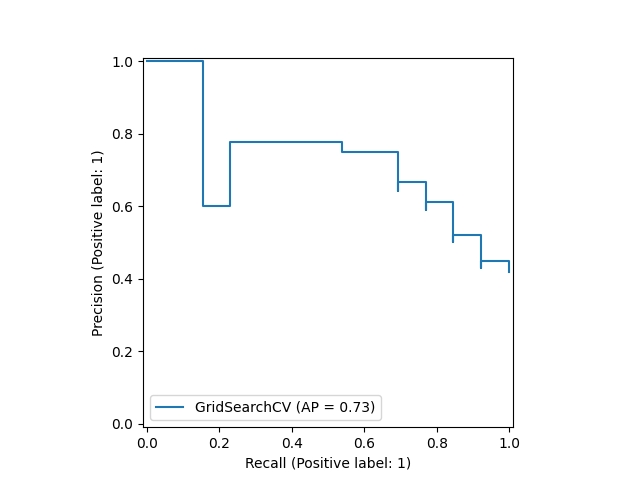 1.0
0.8
0.6
0.4
0.2
0.0
Precision (Positive label: 1)
GridSearchCV (AP = 0.73)
0.0 0.2 0.4 0.6 0.8 1.0
Recall (Positive label: 1)